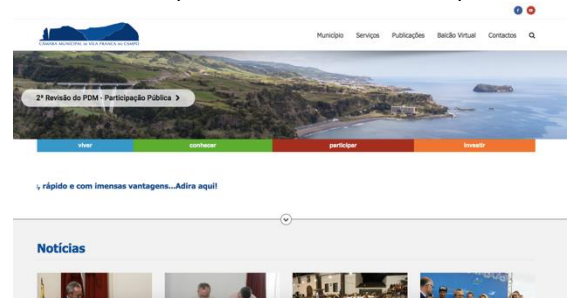 CÂMARA MUNICIPAL DE VILA FRANCA DO CAMPO
Município Serviços Publicações Balcão Virtual Contactos
2ª Revisão do PDM - Participação Pública >
viver conhecer participar investir
rápido e com imensas vantagens...Adira aqui!
Notícias